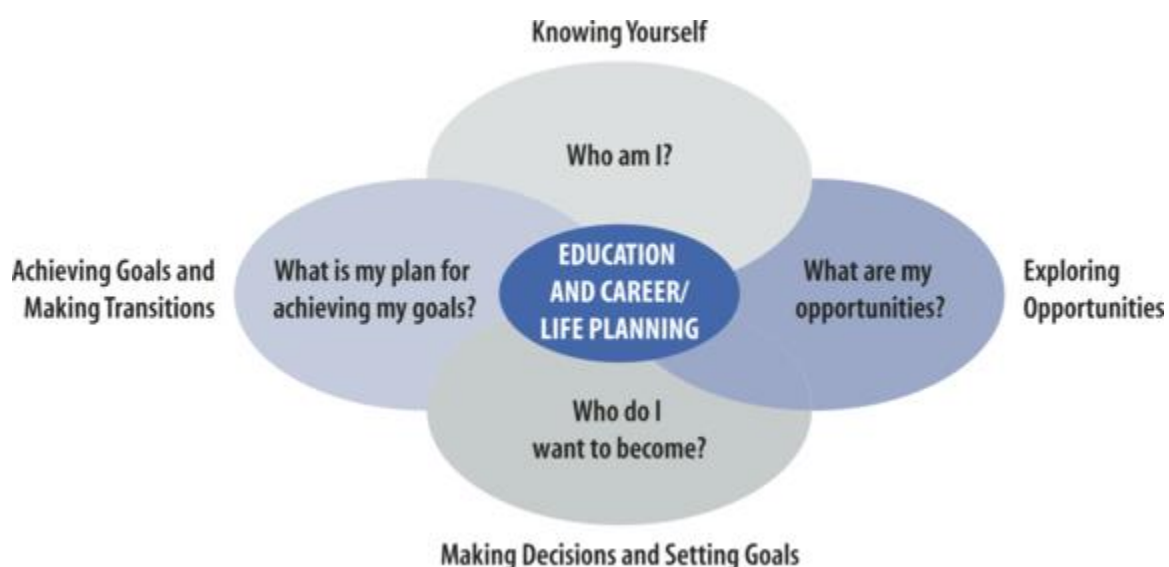 Knowing Yourself
Who am I?
Achieving Goals and
Making Transitions
What is my plan for
achieving my goals?
EDUCATION
AND CAREER/
LIFE PLANNING
What are my
opportunities?
Exploring
Opportunities
Who do I
want to become?
Making Decisions and Setting Goals